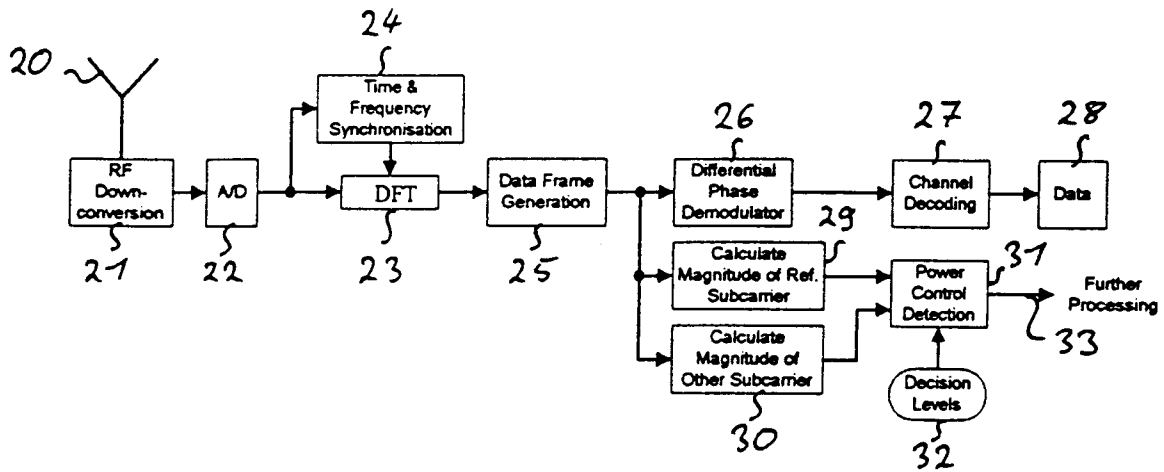 20
24
Time &
Frequency
Synchronisation
26
27
28
RF
Down-
conversion
A/D
DFT
Data Frame
Generation
Differential
Phase
Demodulator
Channel
Decoding
Data
21
22
23
25
29
Calculate
Magnitude of Ref.
Subcarrier
Power
Control
Detection
31
Further
Processing
33
Calculate
Magnitude of
Other Subcarrier
30
Decision
Levels
32